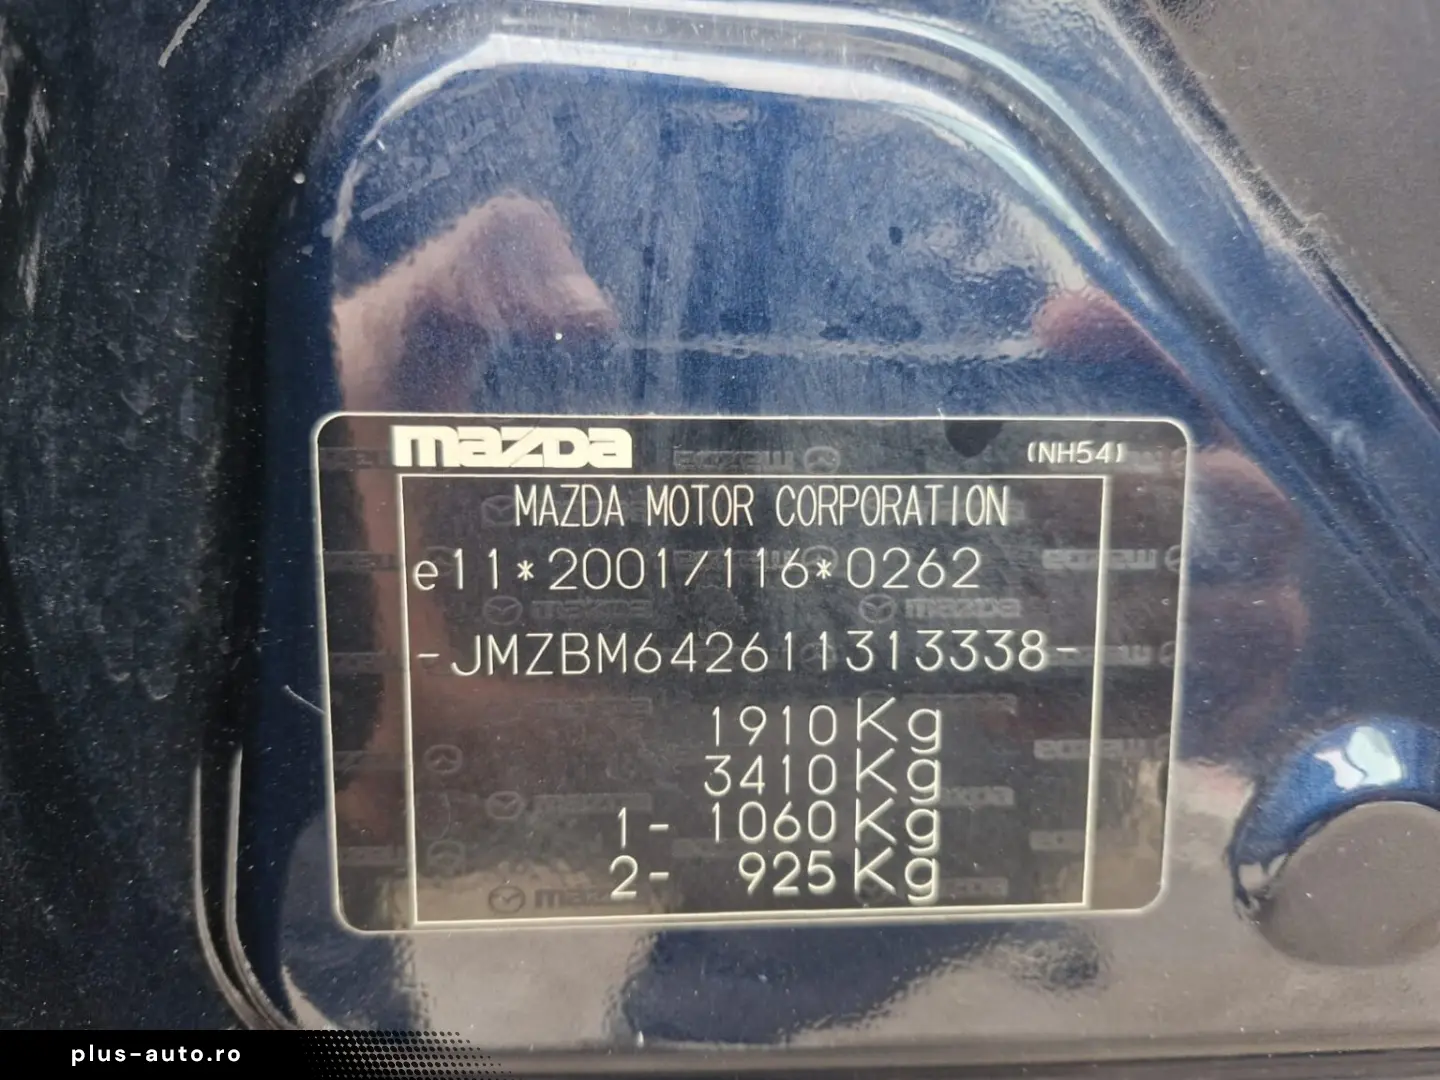 mazda
(NH54)
MAZDA MOTOR CORPORATION
e11*2001/116*0262
-JMZBM642611313338-
1910Kg
3410Kg
1- 1060Kg
2- 925Kg
plus-auto.ro